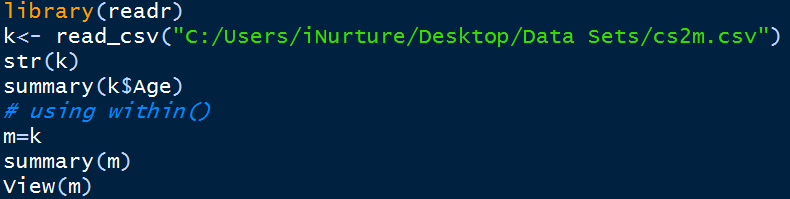 library(readr)
k<- read_csv("C:/Users/iNurture/Desktop/Data Sets/cs2m.csv")
str(k)
summary(k$Age)
# using within()
m=k
summary(m)
View(m)